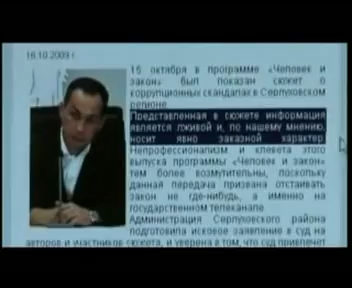 16.10.2009 г.
15 октября в программе «Человек и
закон» был показан сюжет о
коррупционных скандалах в Серпуховском
регионе.
Представленная в сюжете информация
является лживой и, по нашему мнению,
носит явно заказной характер.
Непрофессионализм и клевета этого
выпуска программы «Человек и закон»
тем более возмутительны, поскольку
данная передача призвана отстаивать
закон не где-нибудь, а именно на
государственном телеканале.
Администрация Серпуховского района
подготовила исковое заявление в суд на
авторов и участников сюжета, и уверена в том, что суд привлечет